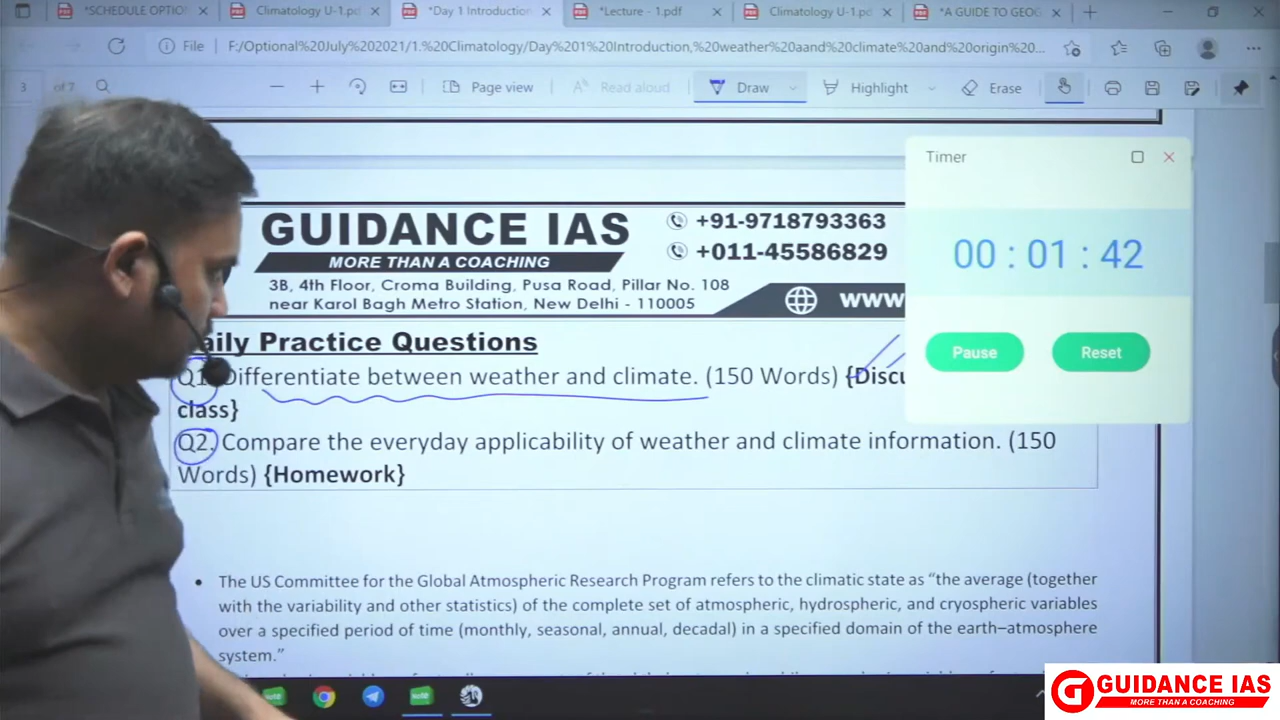 *SCHEDULE OPTIO
Climatology U-1.pd
*Day 1 Introduction
*Lecture - 1.pdf
Climatology U-1.pd
*A GUIDE TO GEOG
File
F:/Optional%20July%202021/1.%20Climatology/Day%201%20Introduction,%20weather%20aand%20climate%20and%20origin%20...
3 of 7
Page view
Read aloud
Draw
Highlight
Erase
Timer
00 : 01 : 42
Pause
Reset
GUIDANCE IAS
MORE THAN A COACHING
+91-9718793363
+011-45586829
3B, 4th Floor, Croma Building, Pusa Road, Pillar No. 108
near Karol Bagh Metro Station, New Delhi - 110005
www
aily Practice Questions
Q1. Differentiate between weather and climate. (150 Words) {Discu
class}
Q2. Compare the everyday applicability of weather and climate information. (150
Words) {Homework}
• The US Committee for the Global Atmospheric Research Program refers to the climatic state as “the average (together
with the variability and other statistics) of the complete set of atmospheric, hydrospheric, and cryospheric variables
over a specified period of time (monthly, seasonal, annual, decadal) in a specified domain of the earth–atmosphere
system.”
GUIDANCE IAS
MORE THAN A COACHING